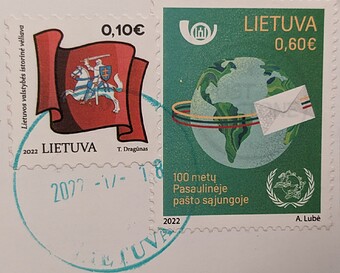 0,10€
Lietuvos valstybės istorinė vėliava
2022 LIETUVA
T. Dragūnas
LIETUVA
0,60€
100 metų
Pasaulinėje
pašto sąjungoje
2022
A. Lubė
LIETUVA